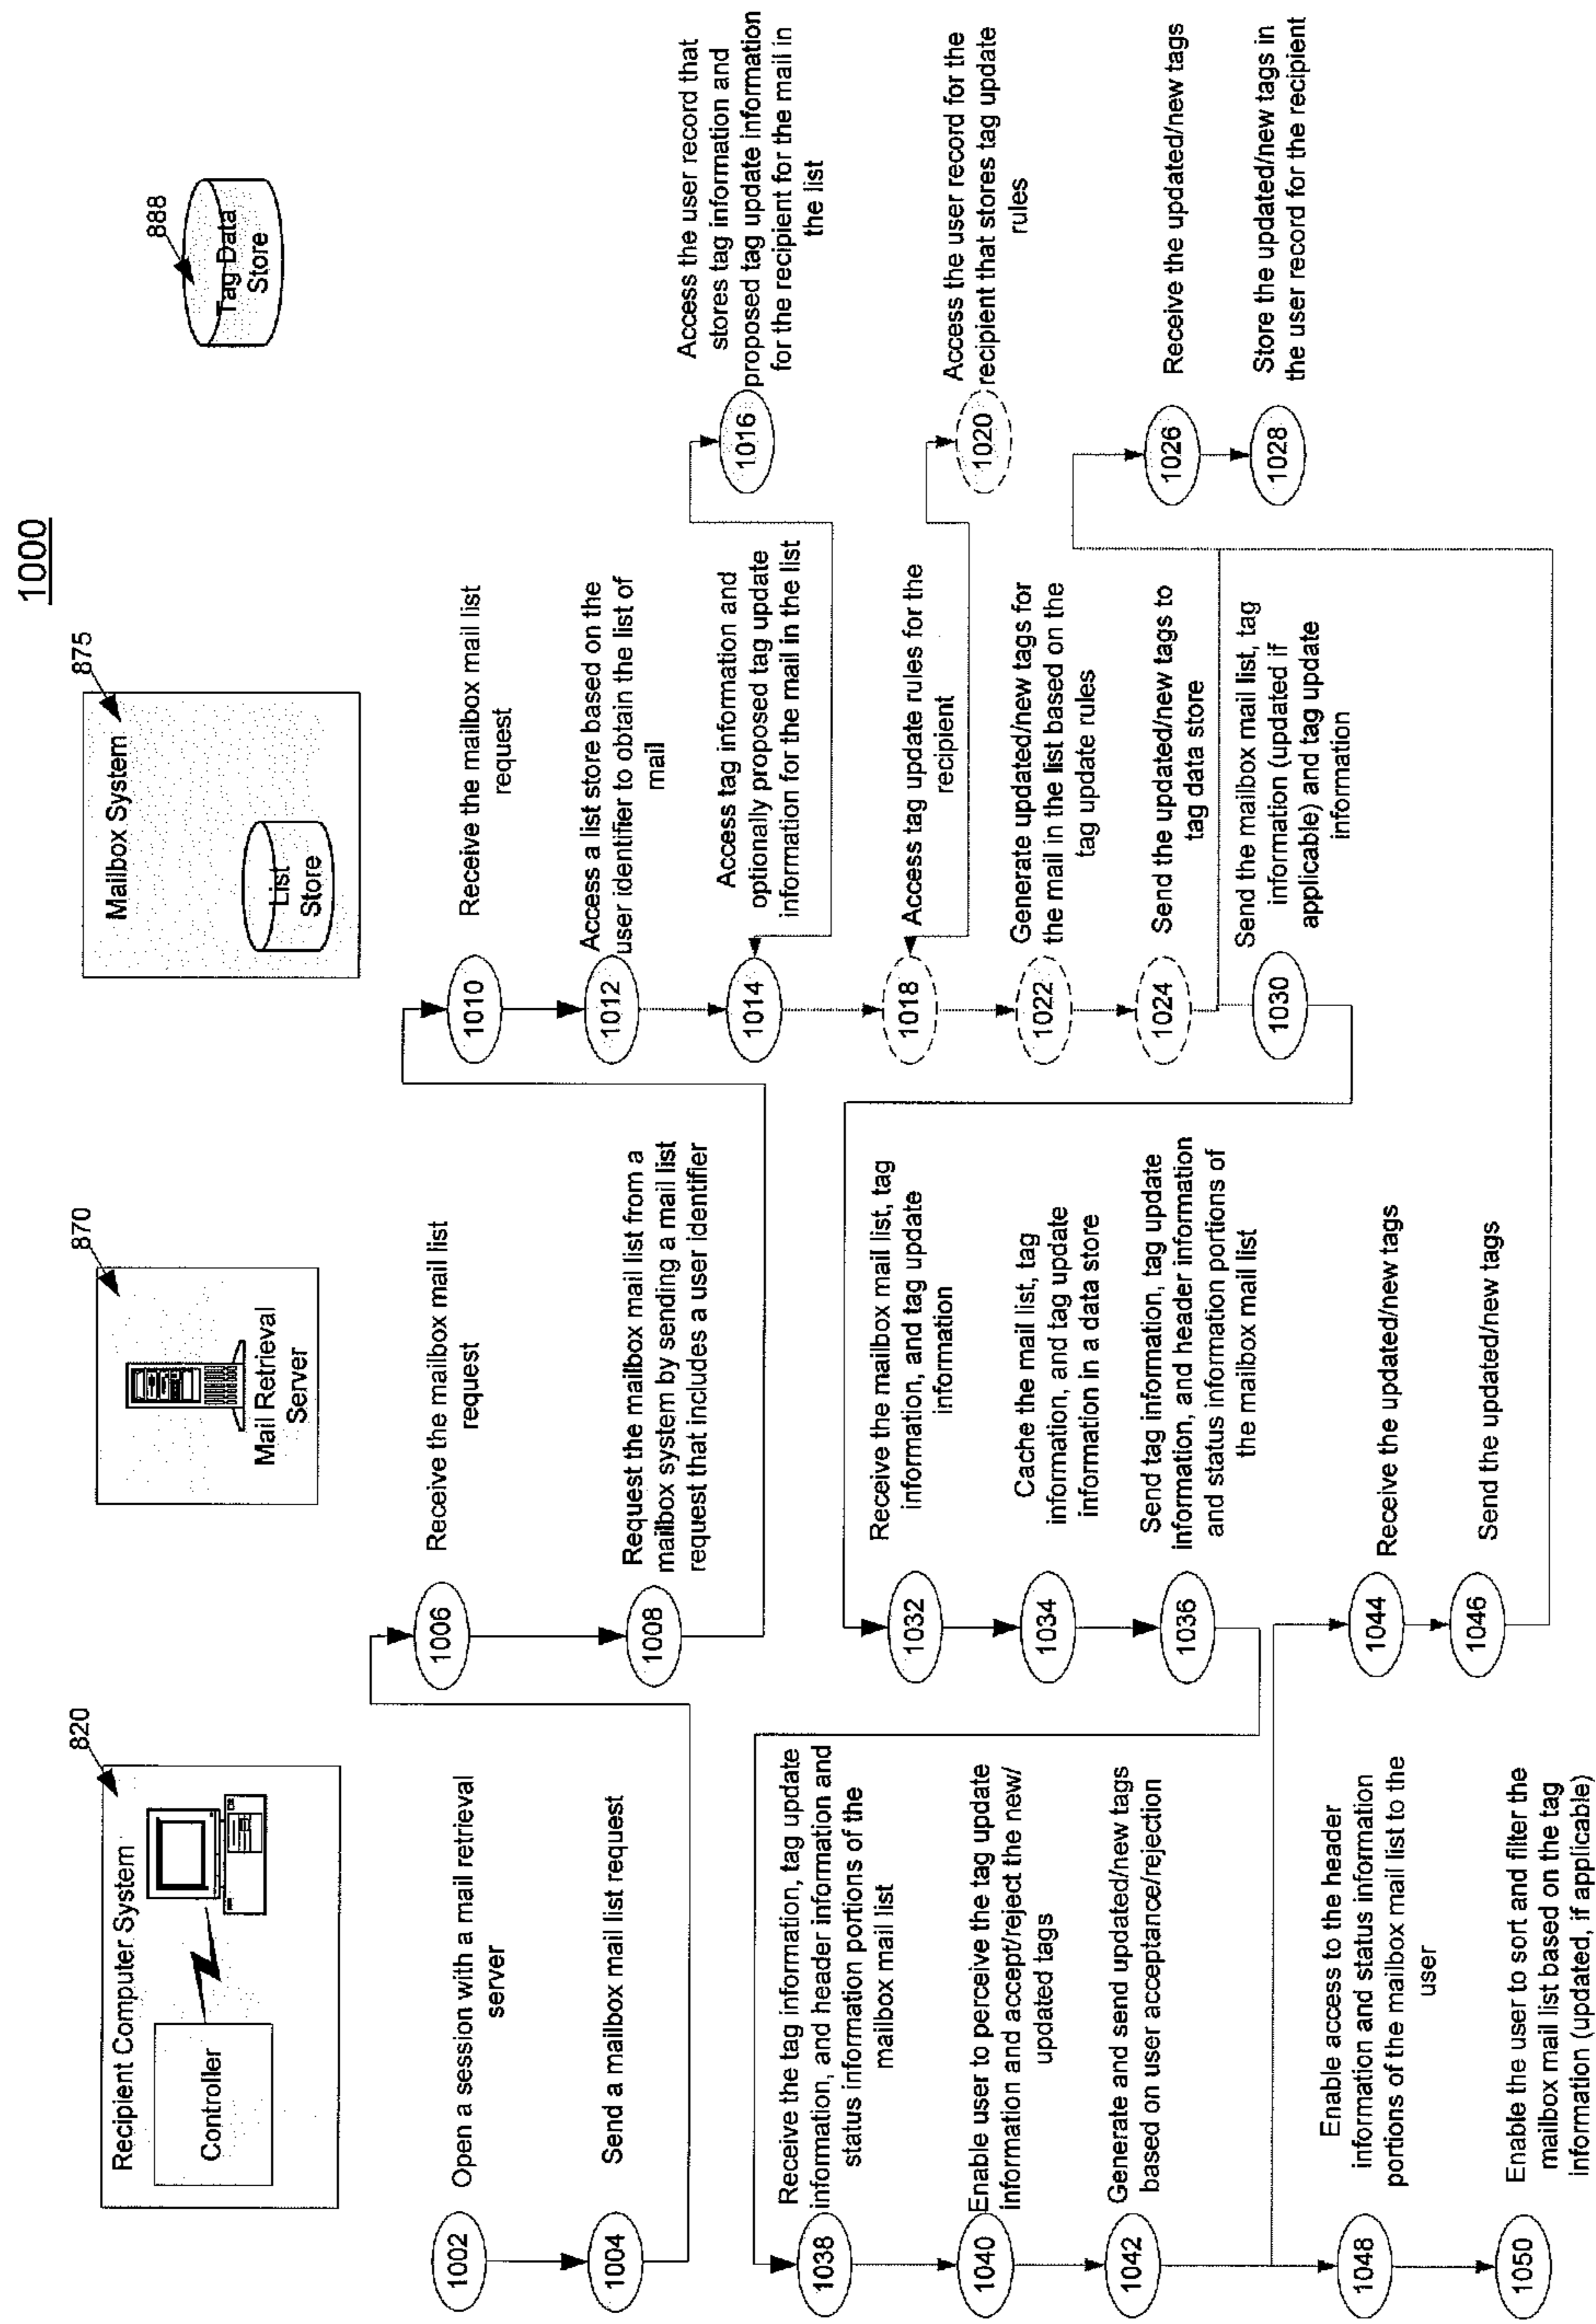 1000
820
Recipient Computer System
Controller
870
Mail Retrieval
Server
875
Mailbox System
List
Store
888
Tag Data
Store
1002
Open a session with a mail retrieval
server
1004
Send a mailbox mail list request
1006
Receive the mailbox mail list
request
1008
Request the mailbox mail list from a
mailbox system by sending a mail list
request that includes a user identifier
1010
Receive the mailbox mail list
request
1012
Access a list store based on the
user identifier to obtain the list of
mail
1014
Access tag information and
optionally proposed tag update
information for the mail in the list
1016
Access the user record that
stores tag information and
proposed tag update information
for the recipient for the mail in
the list
1018
Access tag update rules for the
recipient
1020
Access the user record for the
recipient that stores tag update
rules
1022
Generate updated/new tags for
the mail in the list based on the
tag update rules
1024
Send the updated/new tags to
tag data store
1026
Receive the updated/new tags
1028
Store the updated/new tags in
the user record for the recipient
1030
Send the mailbox mail list, tag
information (updated if
applicable) and tag update
information
1032
Receive the mailbox mail list, tag
information, and tag update
information
1034
Cache the mail list, tag
information, and tag update
information in a data store
1036
Send tag information, tag update
information, and header information
and status information portions of
the mailbox mail list
1038
Receive the tag information, tag update
information, and header information and
status information portions of the
mailbox mail list
1040
Enable user to perceive the tag update
information and accept/reject the new/
updated tags
1042
Generate and send updated/new tags
based on user acceptance/rejection
1044
Receive the updated/new tags
1046
Send the updated/new tags
1048
Enable access to the header
information and status information
portions of the mailbox mail list to the
user
1050
Enable the user to sort and filter the
mailbox mail list based on the tag
information (updated, if applicable)